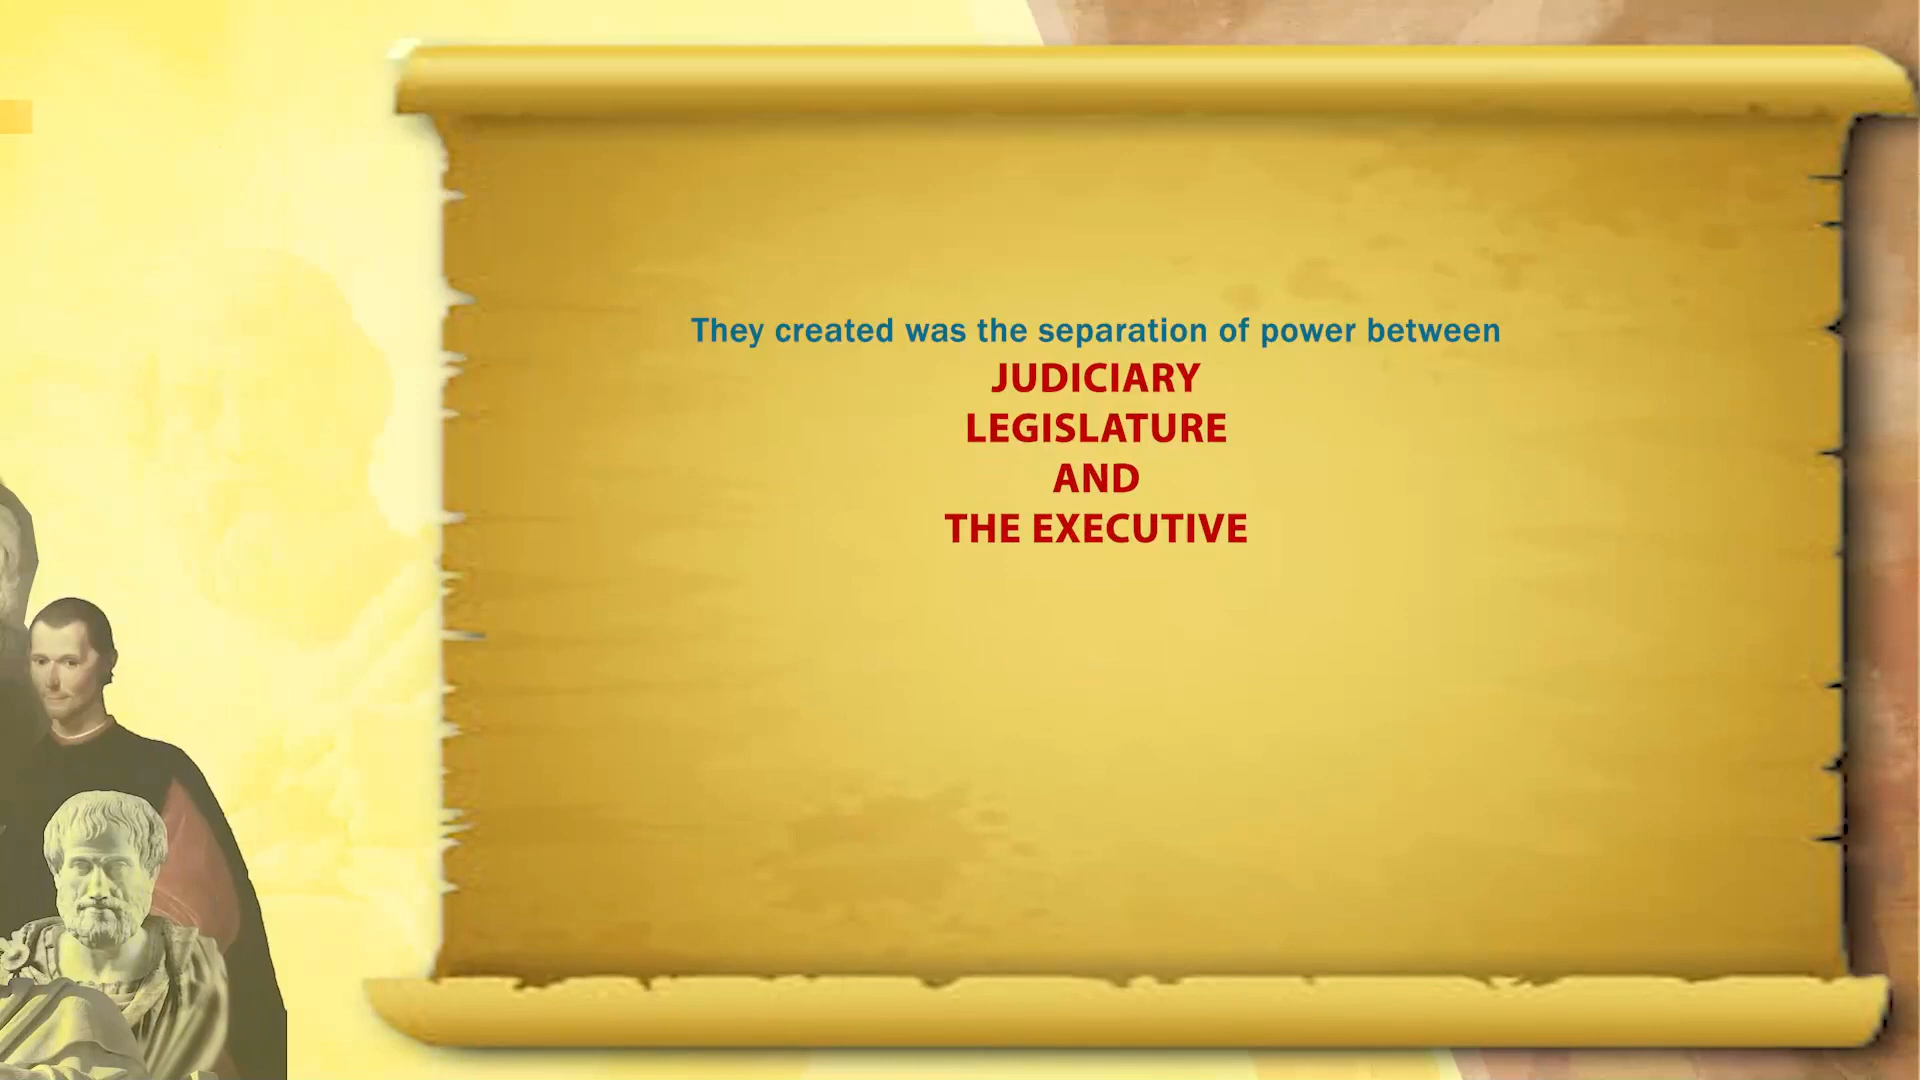 They created was the separation of power between
JUDICIARY
LEGISLATURE
AND
THE EXECUTIVE